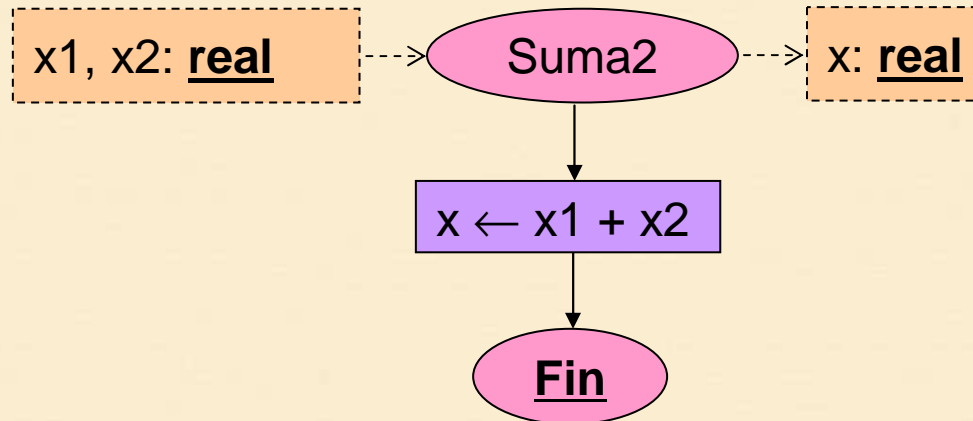 x1, x2: real
Suma2
x: real
x ← x1 + x2
Fin